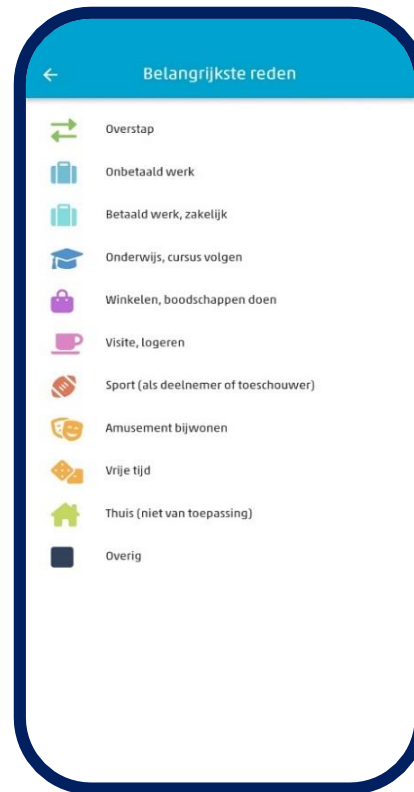 Belangrijkste reden
Overstap
Onbetaald werk
Betaald werk, zakelijk
Onderwijs, cursus volgen
Winkelen, boodschappen doen
Visite, logeren
Sport (als deelnemer of toeschouwer)
Amusement bijwonen
Vrije tijd
Thuis (niet van toepassing)
Overig